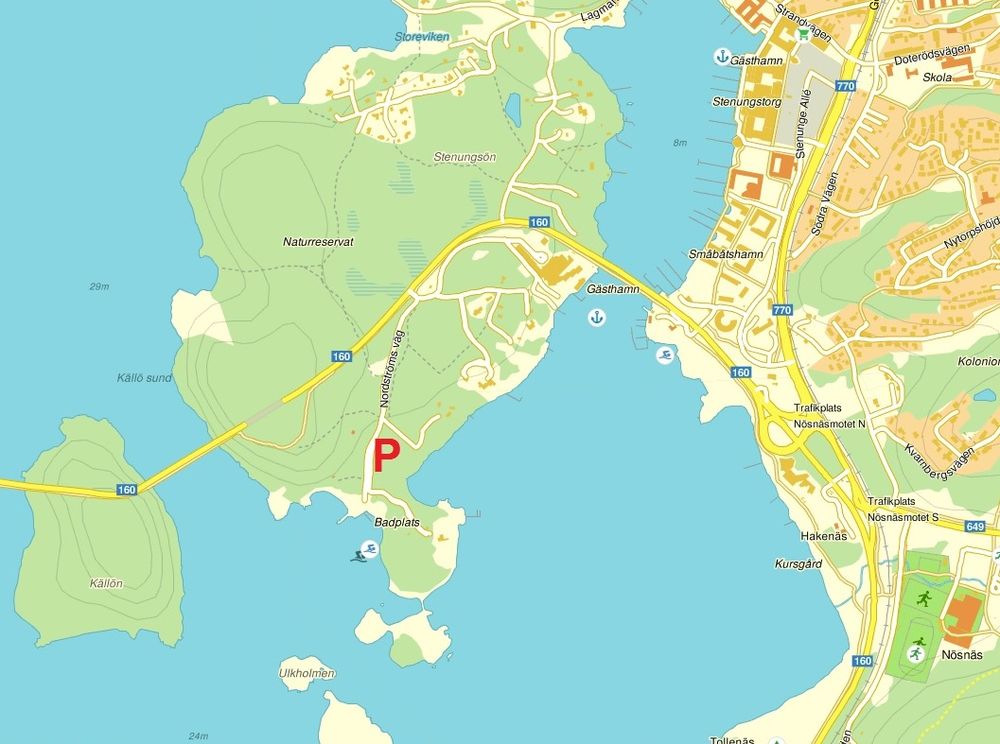 Lagmans
Strandvägen
Storeviken
Gästhamn
Doterödsvägen
Skola
770
Stenungstorg
Stenunge Allé
8m
Stenungsön
Södra Vägen
160
Nytorpshöjd
Naturreservat
Småbåtshamn
29m
Gästhamn
770
160
Nordströms väg
Källö sund
160
Kolonior
Trafikplats
Nösnäsmotet N
P
Kvarnbergsvägen
160
Trafikplats
Nösnäsmotet S
649
Badplats
Hakenäs
Kursgård
Källön
Nösnäs
160
Ulkholmen
24m
Tollenäs